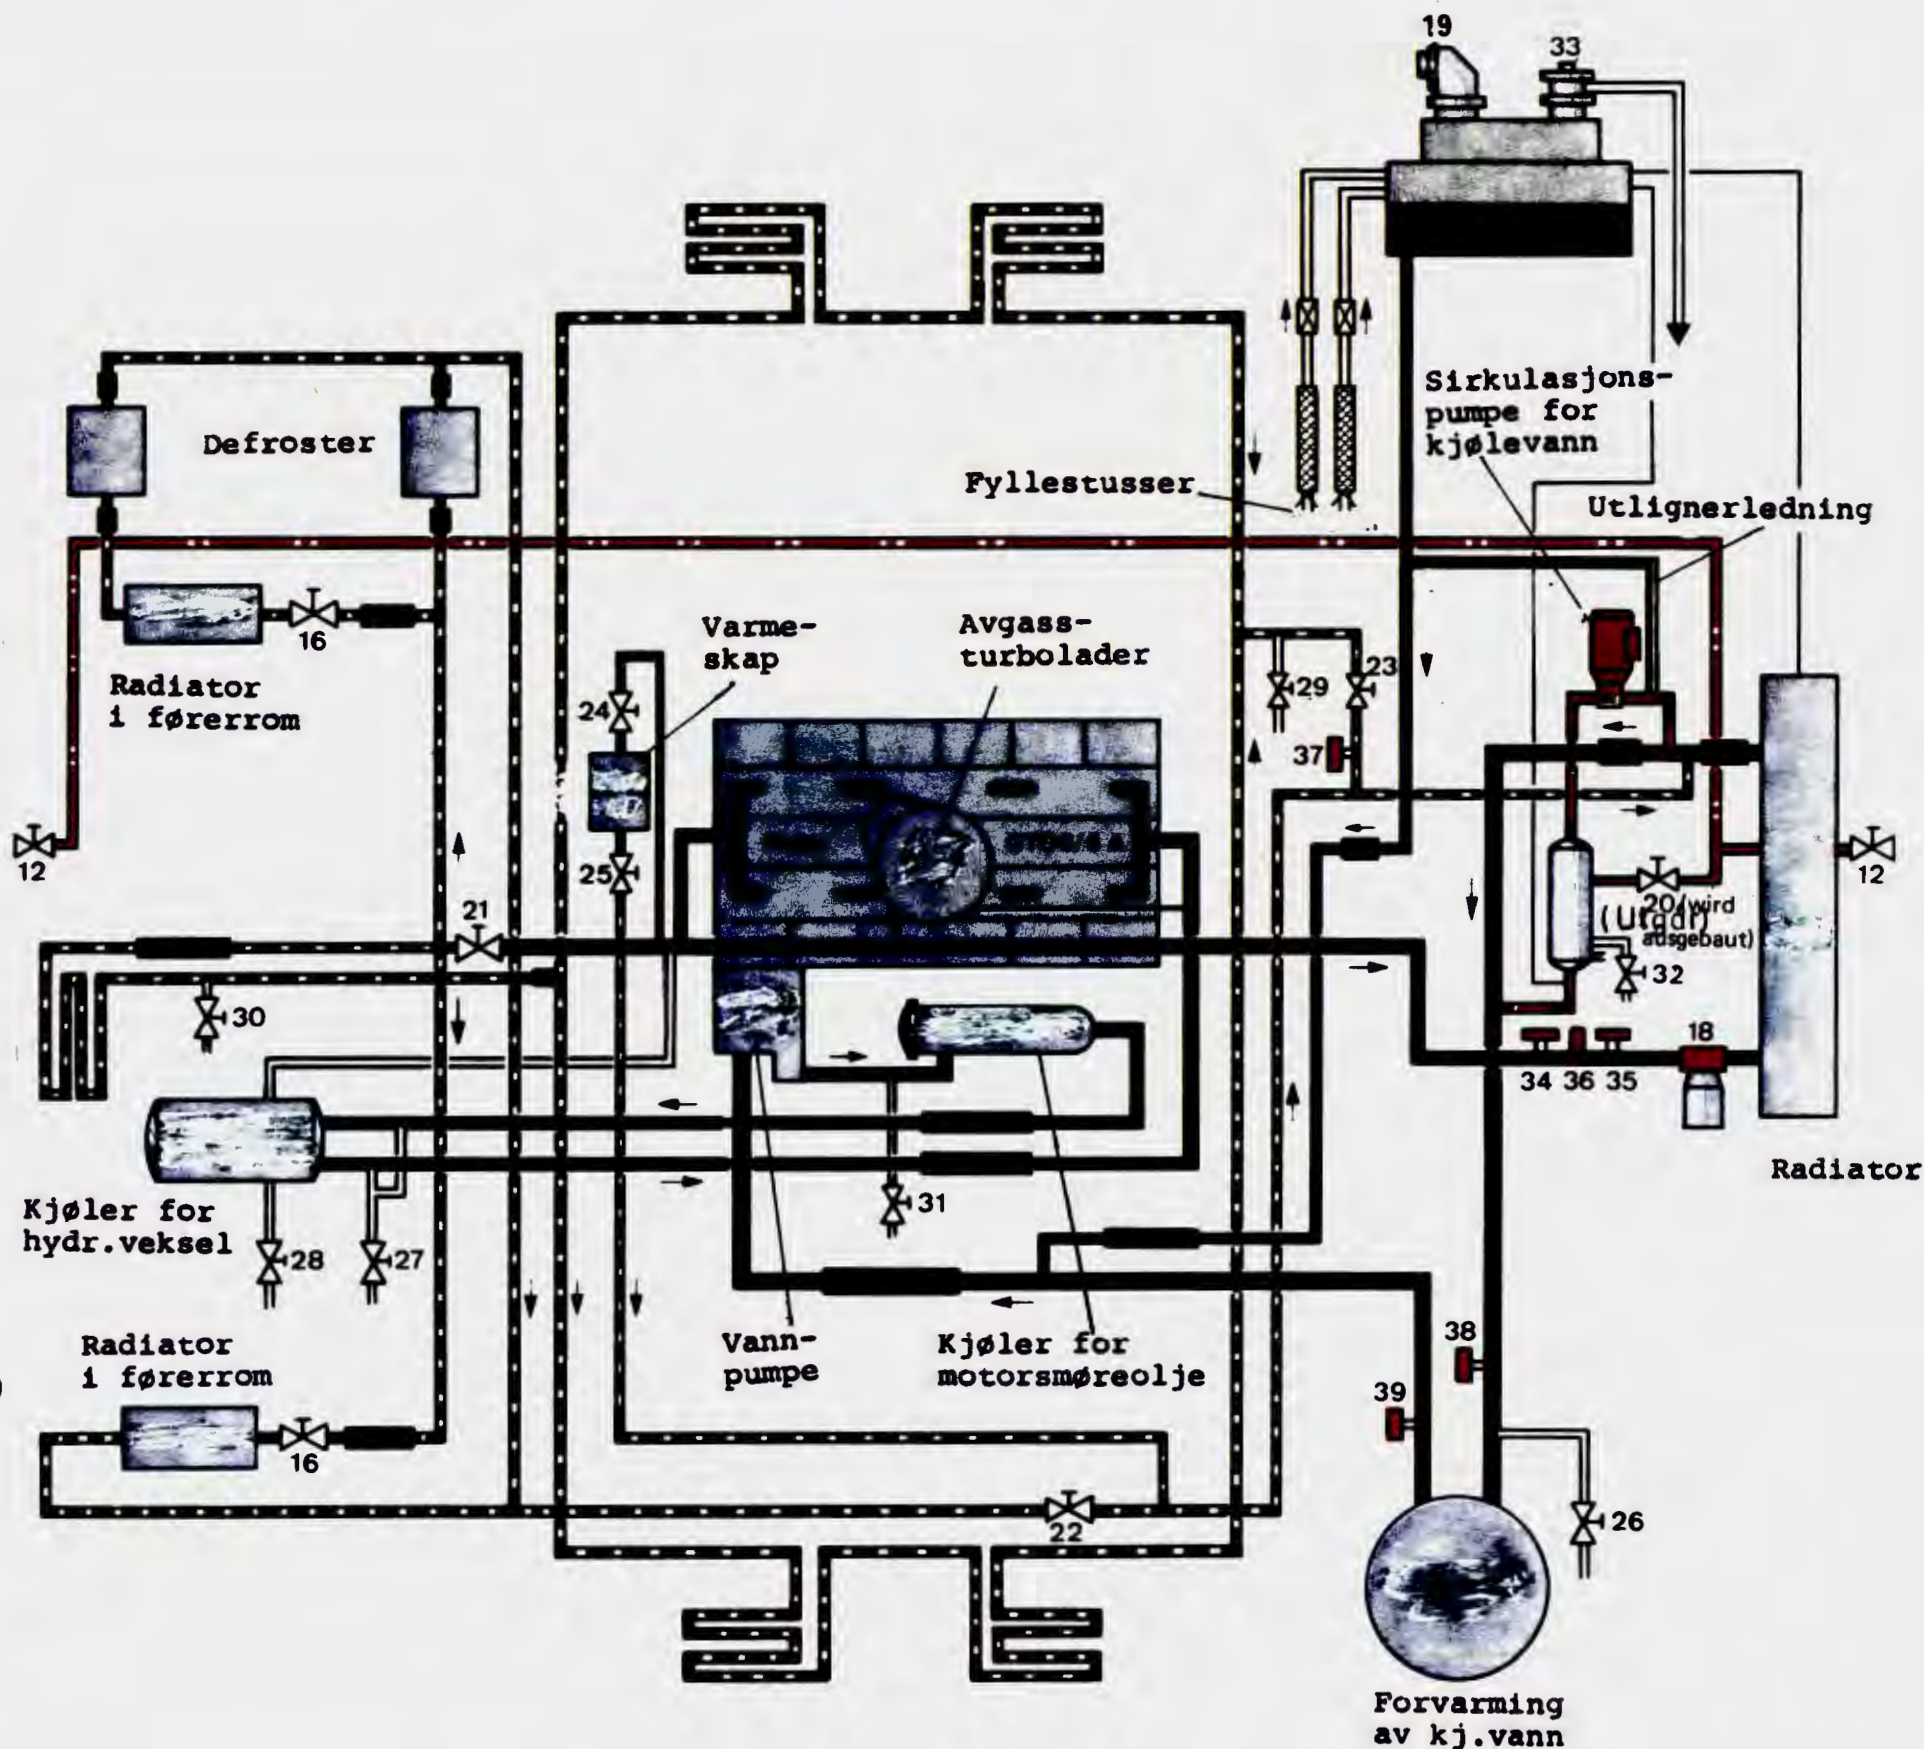 19
33
Sirkulasjons-
pumpe for
kjølevann
Defroster
Fyllestusser
Utlignerledning
16
Varme-
skap
Avgass-
turbolader
Radiator
i førerrom
24
29
23
37
25
12
12
20 (wird
ausgebaut)
(Utgår)
21
32
30
18
34
36
35
Radiator
31
Kjøler for
hydr.veksel
28
27
Radiator
i førerrom
Vann-
pumpe
Kjøler for
motorsmøreolje
38
39
16
22
26
Forvarming
av kj.vann